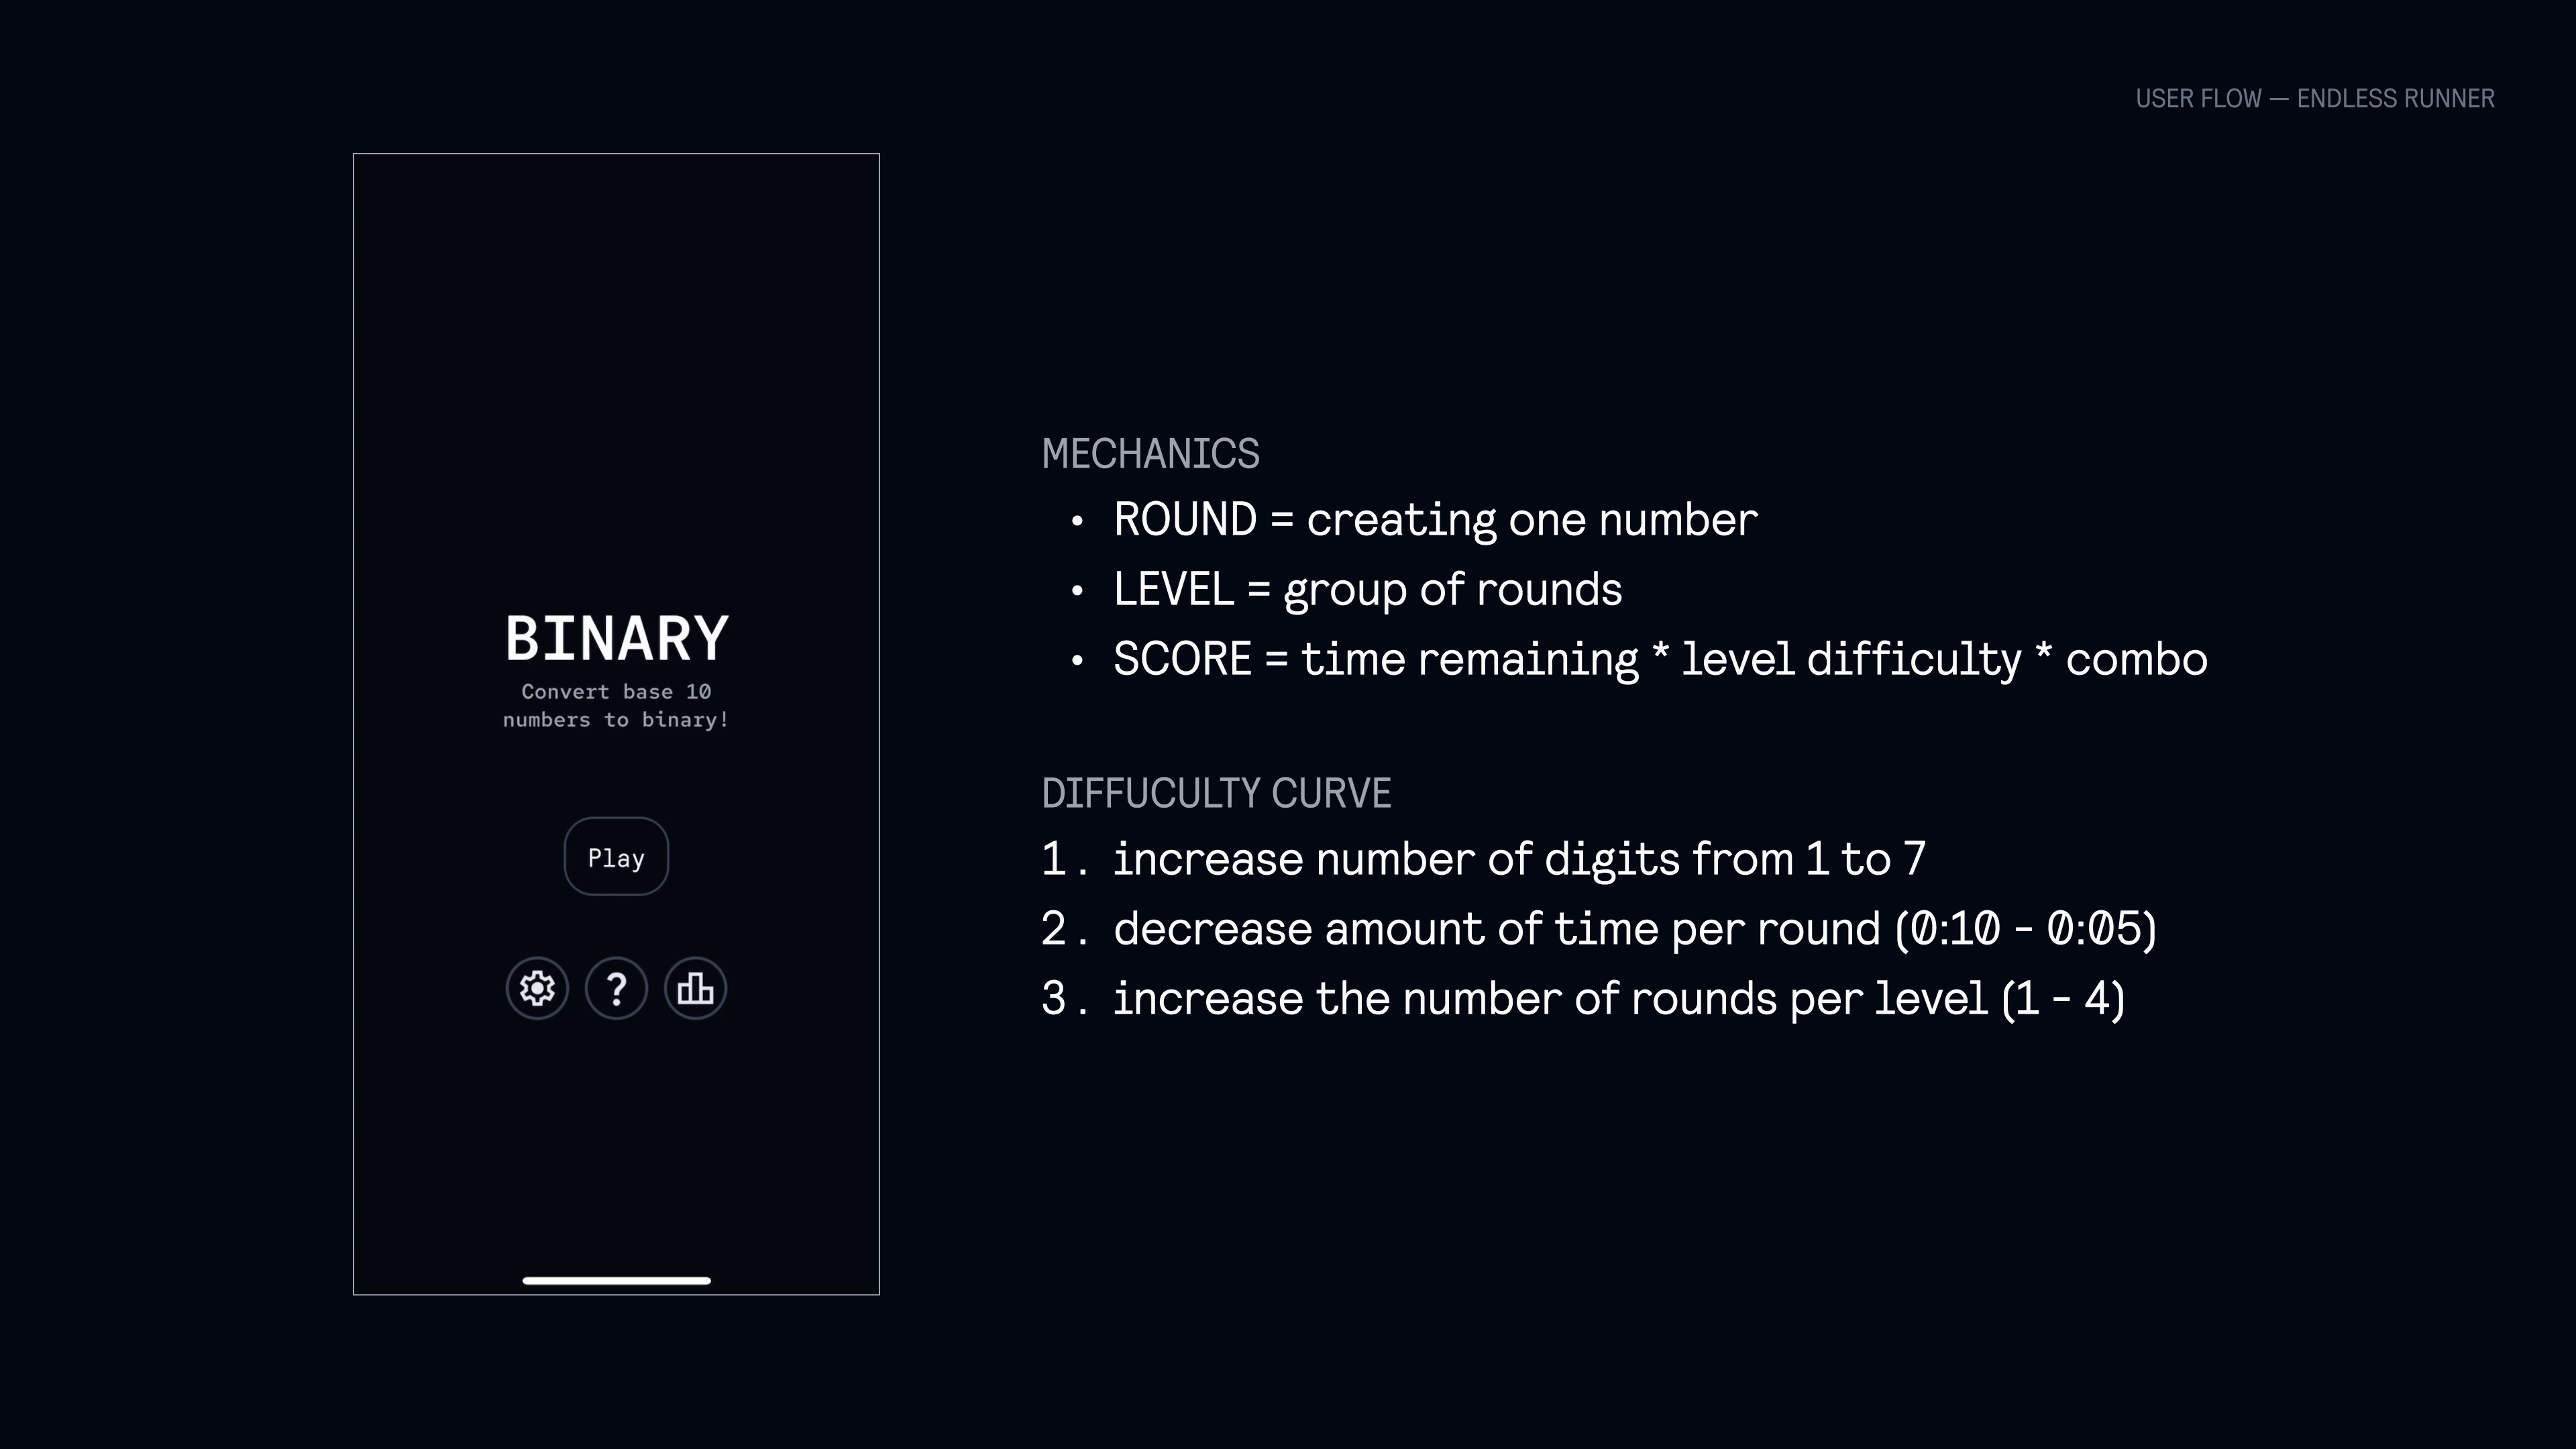 USER FLOW — ENDLESS RUNNER
BINARY
Convert base 10
numbers to binary!
Play
?
MECHANICS
• ROUND = creating one number
• LEVEL = group of rounds
• SCORE = time remaining * level difficulty * combo
DIFFUCULTY CURVE
1. increase number of digits from 1 to 7
2. decrease amount of time per round (0:10 - 0:05)
3. increase the number of rounds per level (1 - 4)